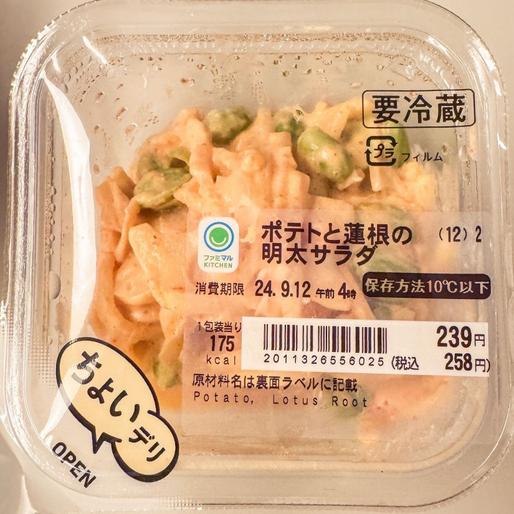 要冷蔵
プラ フィルム
ファミマル
KITCHEN
ポテトと蓮根の (12) 2
明太サラダ
消費期限 24.9.12 午前 4時 保存方法10℃以下
1包装当り
175
kcal
239円
2011326556025 (税込 258円)
原材料名は裏面ラベルに記載
Potato, Lotus Root
ちょいデリ
OPEN